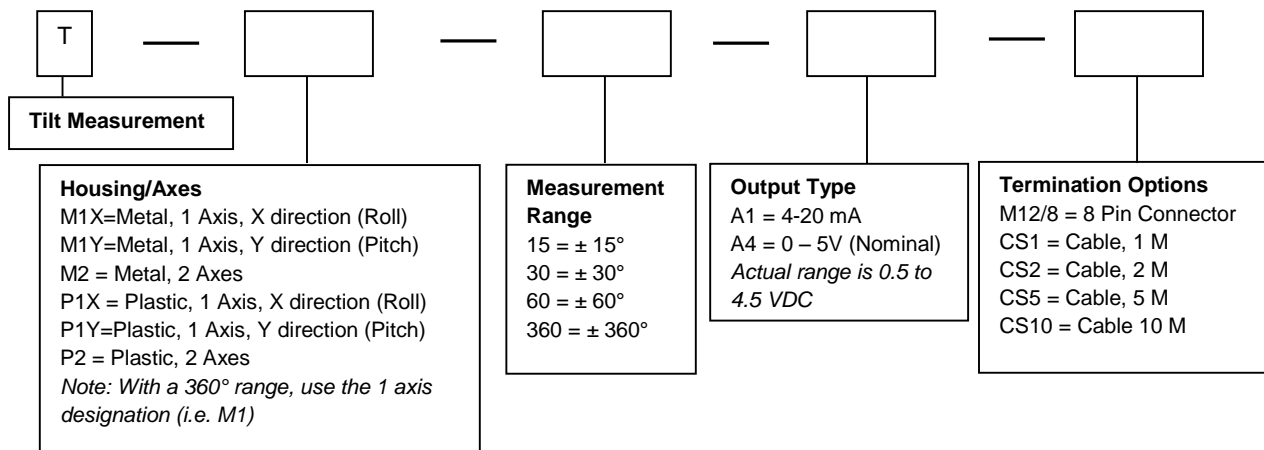 T
Tilt Measurement
Housing/Axes
M1X=Metal, 1 Axis, X direction (Roll)
M1Y=Metal, 1 Axis, Y direction (Pitch)
M2 = Metal, 2 Axes
P1X = Plastic, 1 Axis, X direction (Roll)
P1Y=Plastic, 1 Axis, Y direction (Pitch)
P2 = Plastic, 2 Axes
Note: With a 360° range, use the 1 axis
designation (i.e. M1)
Measurement
Range
15 = ± 15°
30 = ± 30°
60 = ± 60°
360 = ± 360°
Output Type
A1 = 4-20 mA
A4 = 0 – 5V (Nominal)
Actual range is 0.5 to
4.5 VDC
Termination Options
M12/8 = 8 Pin Connector
CS1 = Cable, 1 M
CS2 = Cable, 2 M
CS5 = Cable, 5 M
CS10 = Cable 10 M